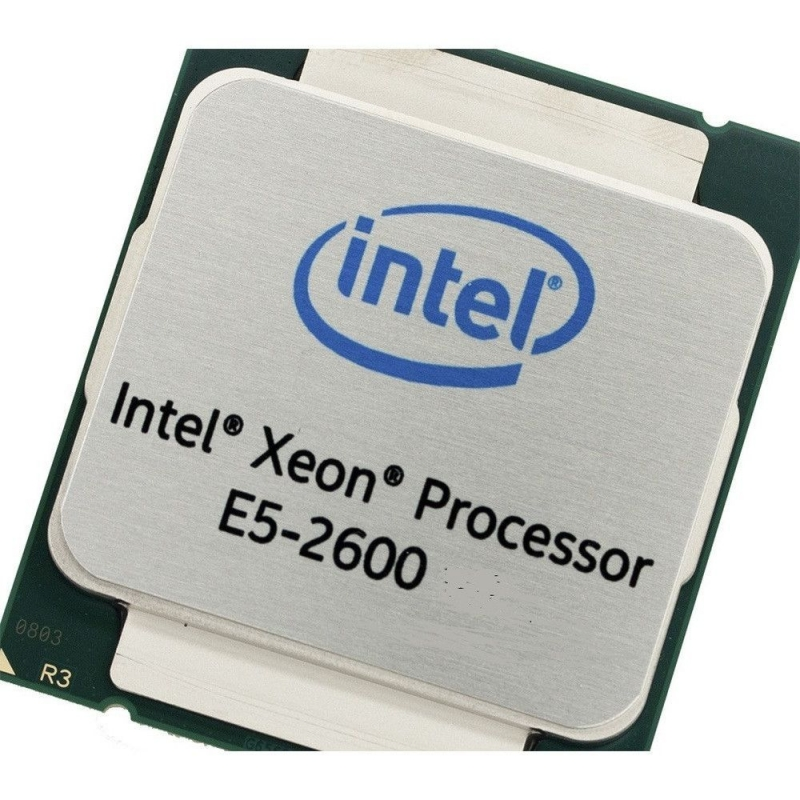 intel®
Intel® Xeon® Processor
E5-2600
0803
R3